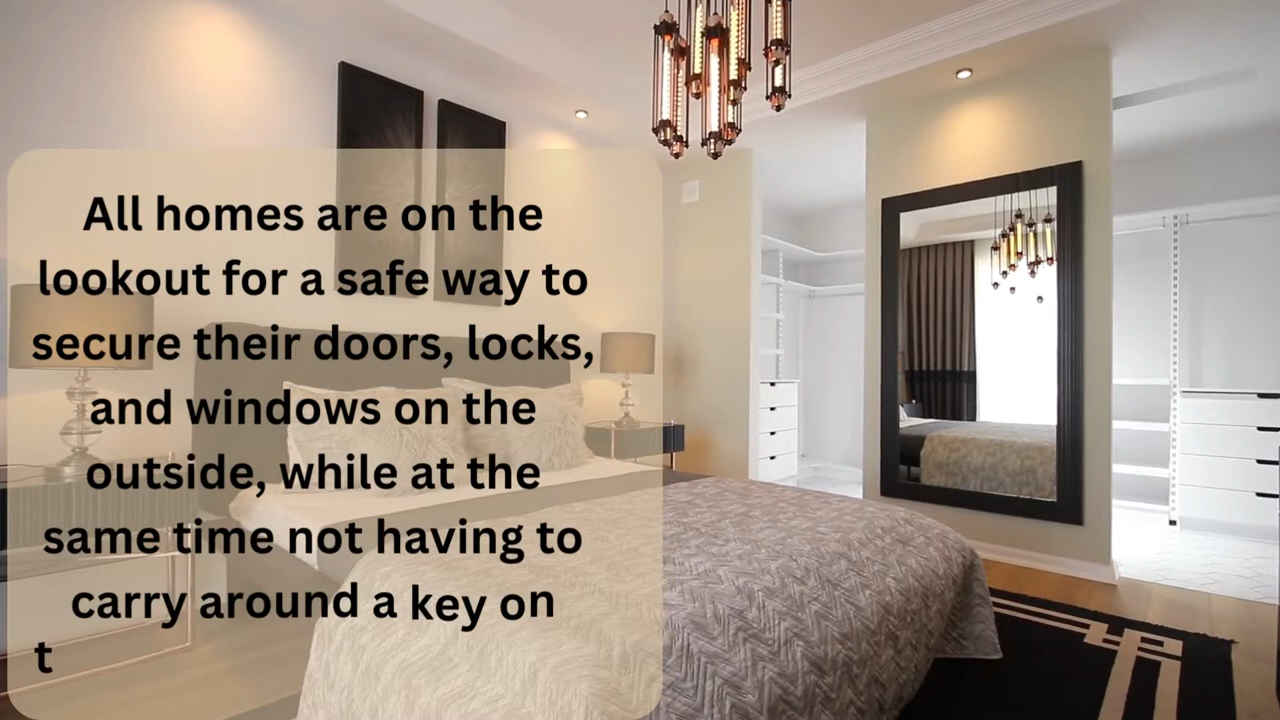 All homes are on the
lookout for a safe way to
secure their doors, locks,
and windows on the
outside, while at the
same time not having to
carry around a key on
t